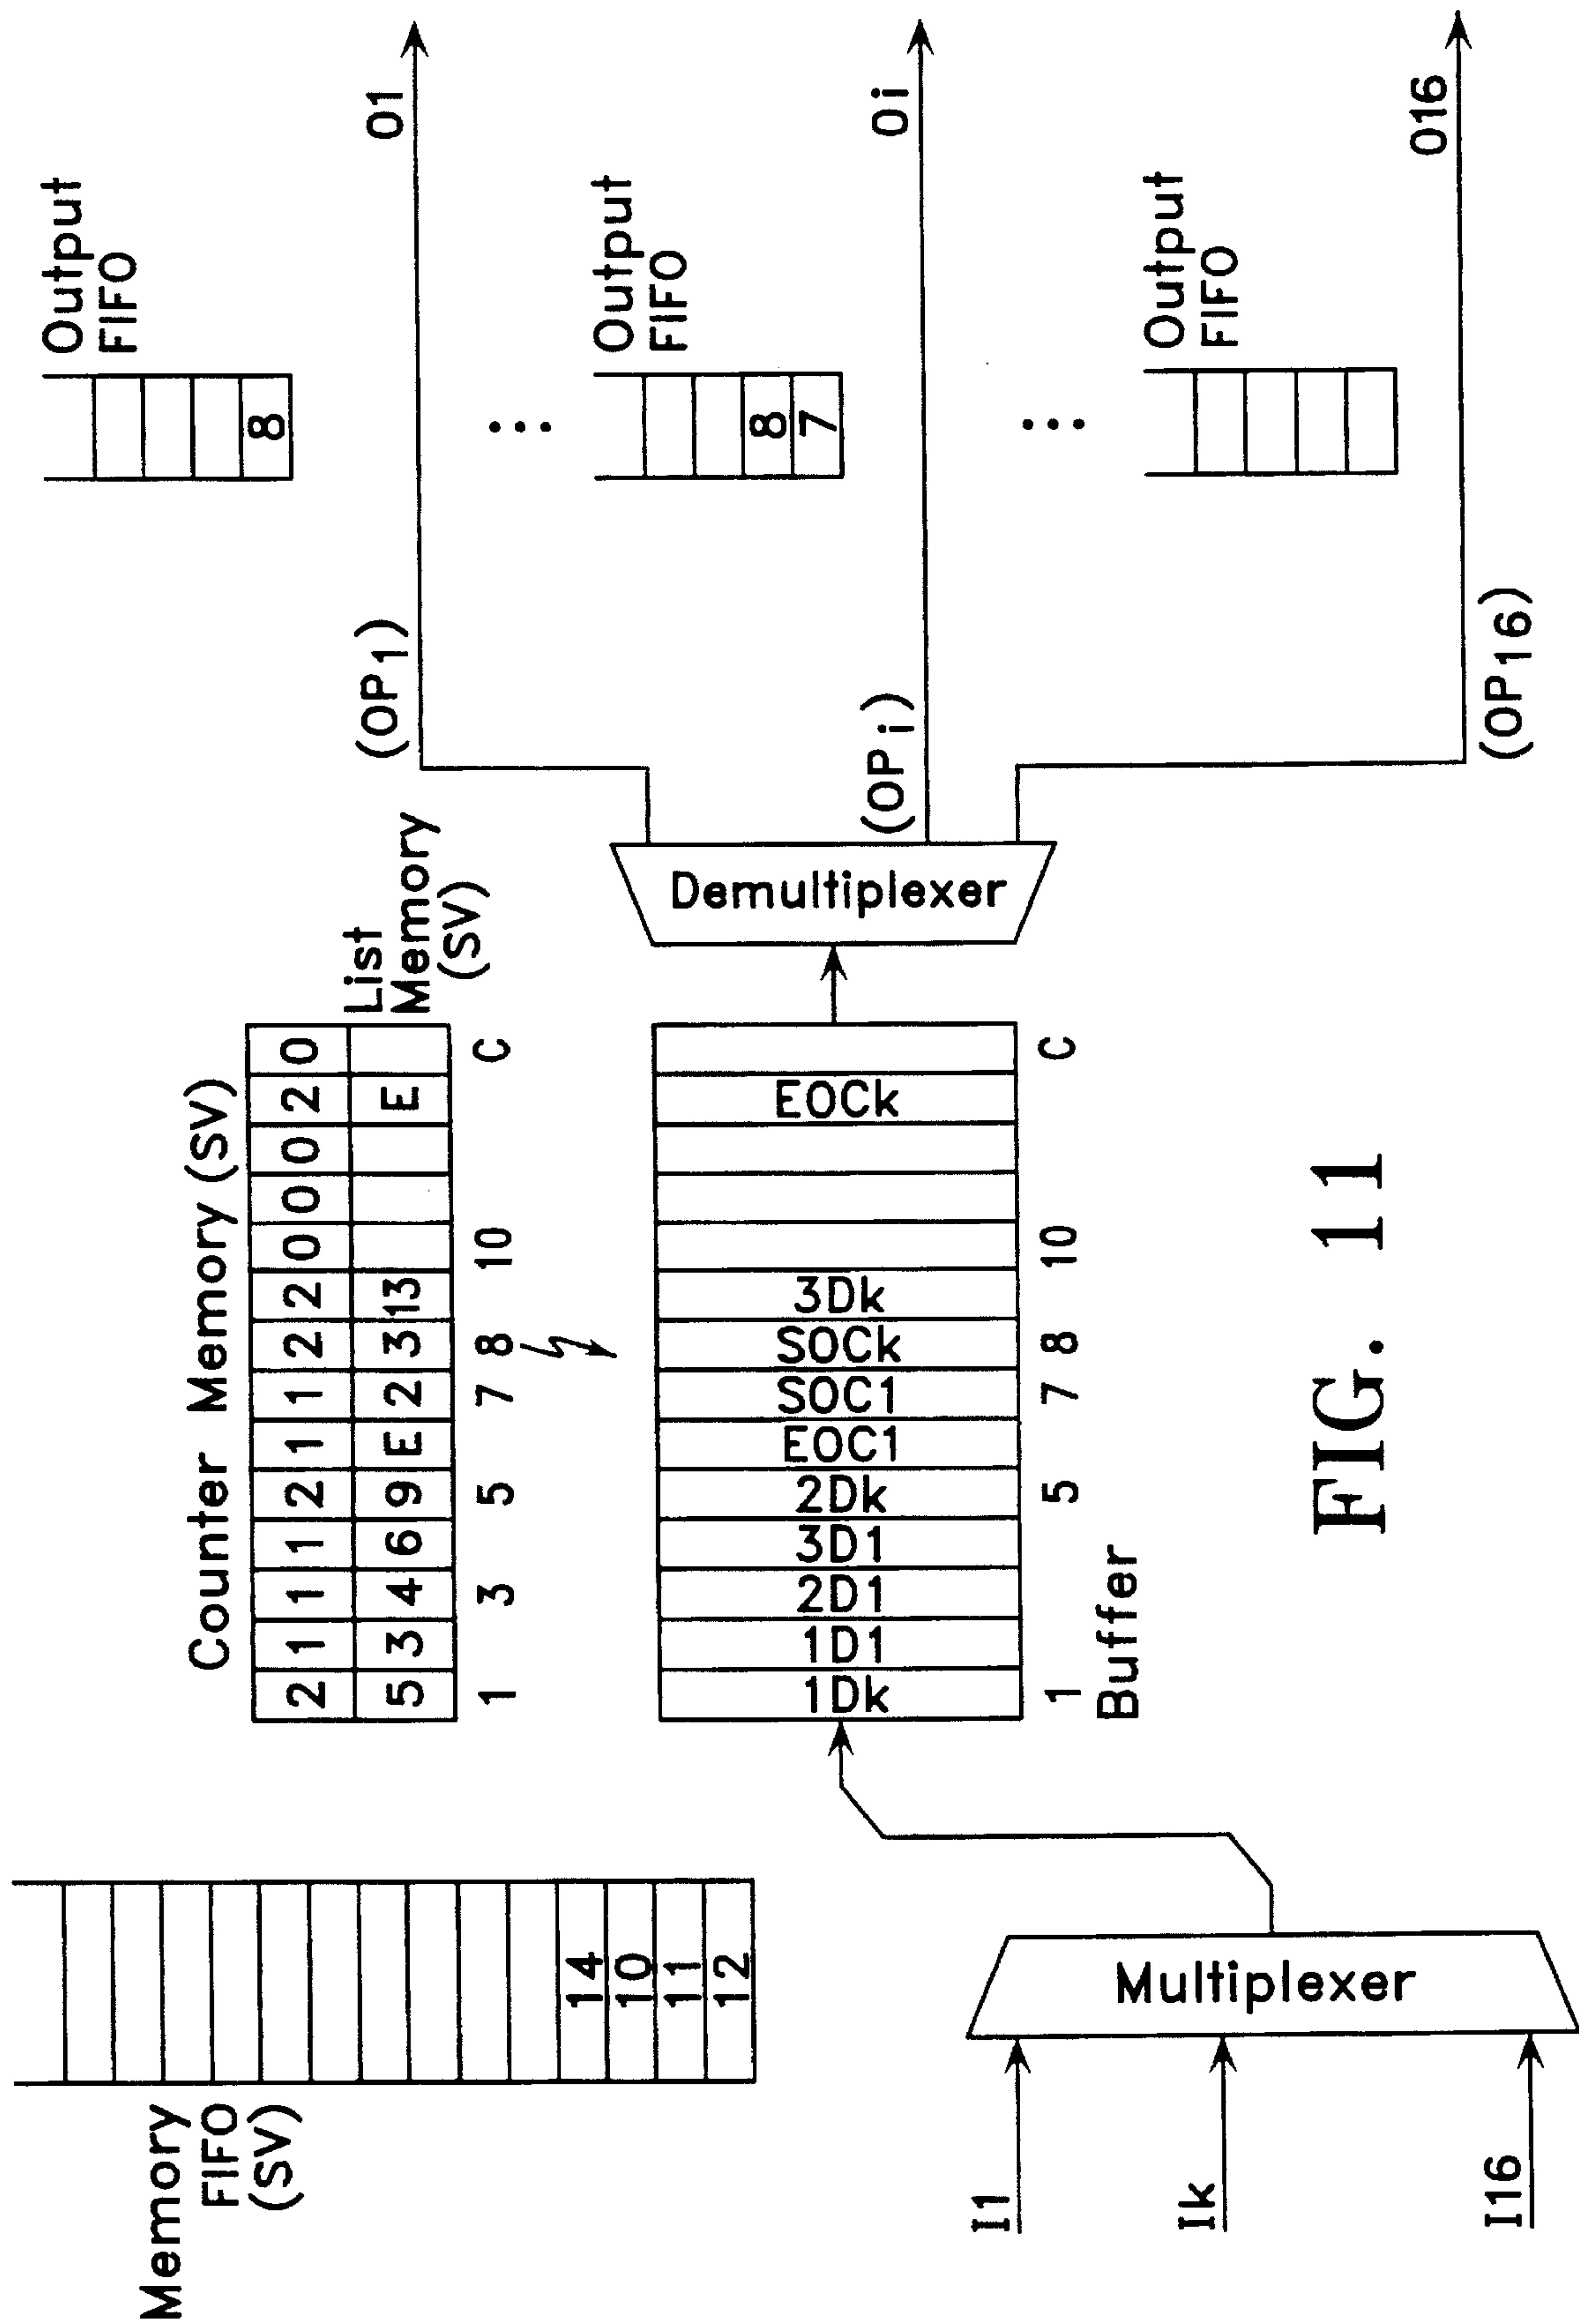 Memory
FIFO
(SV)
14
10
11
12
Counter Memory (SV)
2 1 1 1 2 1 1 2 2 0 0 0 2 0
5 3 4 6 9 E 2 3 13 E
List
Memory
(SV)
1 3 5 7 8 10 C
1Dk 1D1 2D1 3D1 2Dk EOC1 SOC1 SOCk 3Dk EOCk
1 3 5 7 8 10 C
Buffer
I1
Ik
I16
Multiplexer
Demultiplexer
(OP1)
(OPi)
(OP16)
Output
FIFO
8
O1
Output
FIFO
8
7
Oi
Output
FIFO
O16
FIG. 11